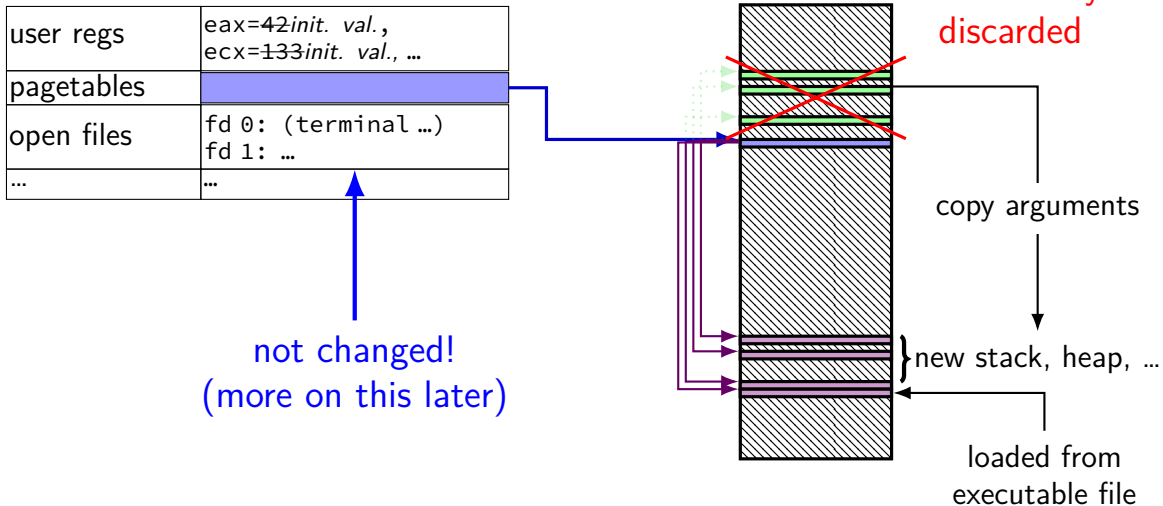 user regs
eax=42init. val.,
ecx=133init. val., …
pagetables
open files
fd 0: (terminal …)
fd 1: …
… …
not changed!
(more on this later)
discarded
copy arguments
new stack, heap, …
loaded from
executable file